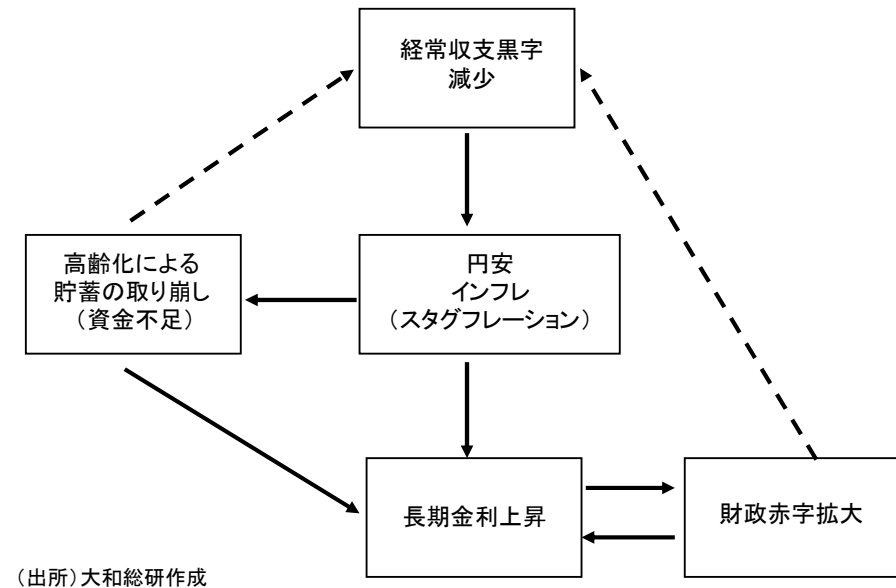 経常収支黒字
減少
高齢化による
貯蓄の取り崩し
（資金不足）
円安
インフレ
（スタグフレーション）
長期金利上昇
財政赤字拡大
（出所）大和総研作成